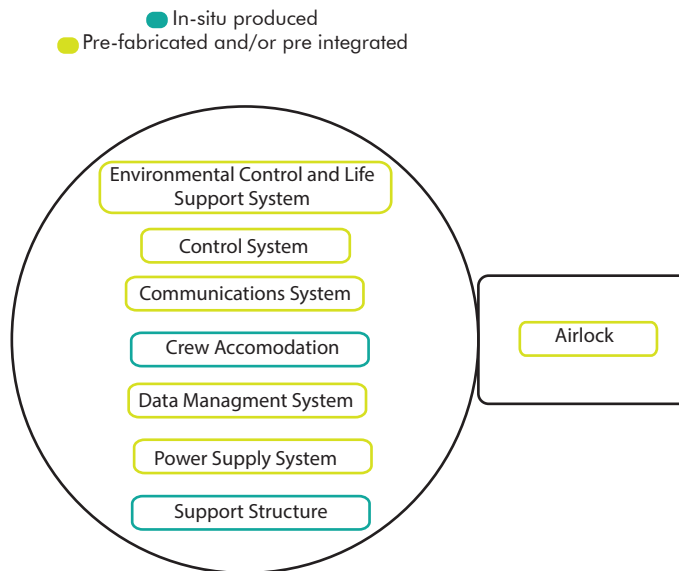 In-situ produced
Pre-fabricated and/or pre integrated
Environmental Control and Life
Support System
Control System
Communications System
Crew Accomodation
Data Managment System
Power Supply System
Support Structure
Airlock